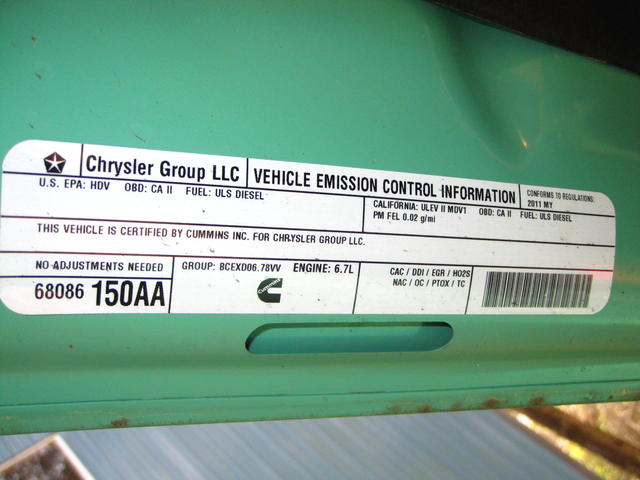 Chrysler Group LLC
VEHICLE EMISSION CONTROL INFORMATION
CONFORMS TO REGULATIONS:
2011 MY
U.S. EPA: HDV OBD: CA II FUEL: ULS DIESEL
CALIFORNIA: ULEV II MDV1 OBD: CA II FUEL: ULS DIESEL
PM FEL 0.02 g/mi
THIS VEHICLE IS CERTIFIED BY CUMMINS INC. FOR CHRYSLER GROUP LLC.
NO ADJUSTMENTS NEEDED
68086 150AA
GROUP: BCEXD06.78VV ENGINE: 6.7L
Cummins
CAC / DDI / EGR / HO2S
NAC / OC / PTOX / TC